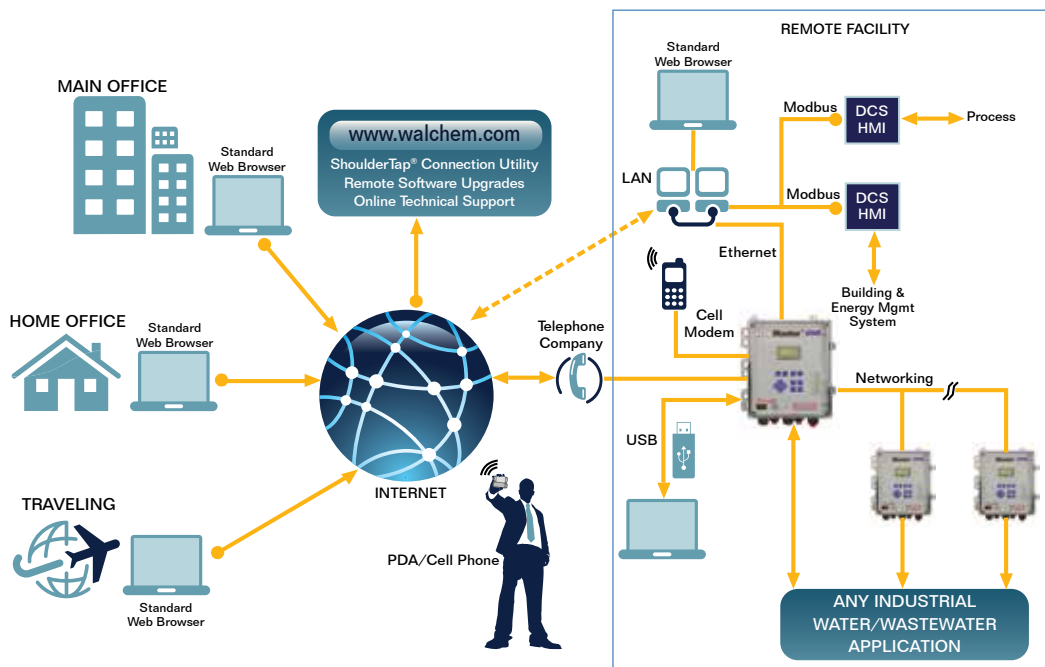 REMOTE FACILITY
MAIN OFFICE
Standard
Web Browser
www.walchem.com
ShoulderTap® Connection Utility
Remote Software Upgrades
Online Technical Support
Standard
Web Browser
LAN
Modbus
DCS
HMI
Process
Modbus
DCS
HMI
Ethernet
Building &
Energy Mgmt
System
Cell
Modem
HOME OFFICE
Standard
Web Browser
Telephone
Company
Networking
USB
INTERNET
TRAVELING
Standard
Web Browser
PDA/Cell Phone
ANY INDUSTRIAL
WATER/WASTEWATER
APPLICATION